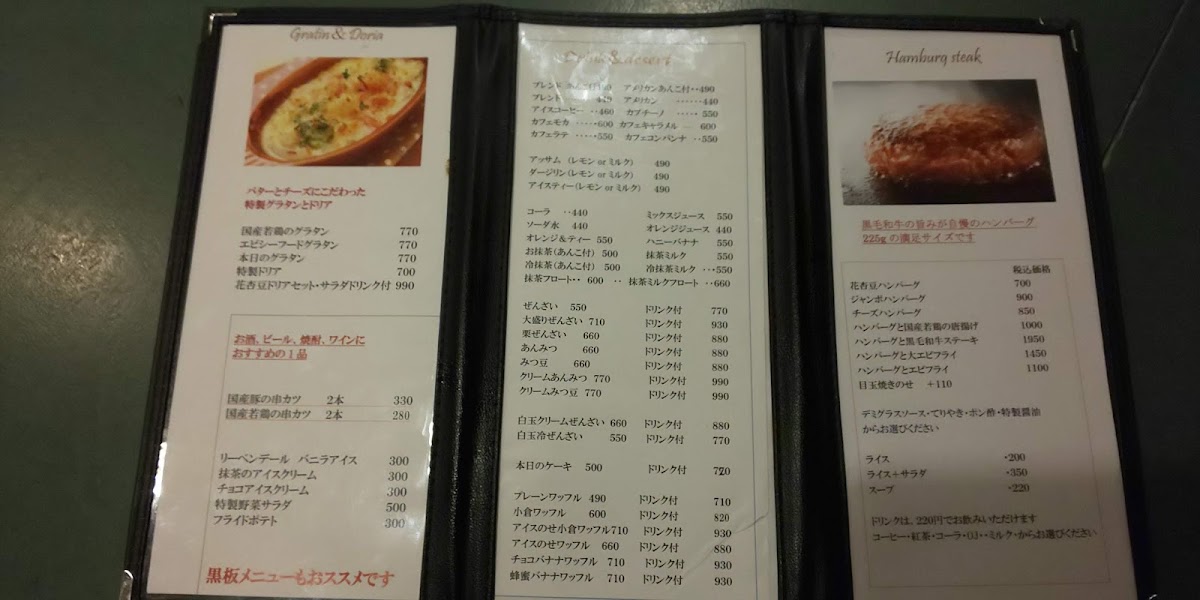 Gratin & Doria
バターとチーズにこだわった
特製グラタンとドリア
国産若鶏のグラタン 770
エビシーフードグラタン 770
本日のグラタン 770
特製ドリア 700
花杏豆ドリアセット・サラダドリンク付 990
お酒、ビール、焼酎、ワインに
おすすめの1品
国産豚の串カツ 2本 330
国産若鶏の串カツ 2本 280
リーベンデール バニラアイス 300
抹茶のアイスクリーム 300
チョコアイスクリーム 300
特製野菜サラダ 500
フライドポテト 300
黒板メニューもおススメです
& desert
ブレンドあんこ付 アメリカンあんこ付・・490
ブレンド 440 アメリカン ・・・・・・440
アイスコーヒー ・・460 カプチーノ ・・・・・550
カフェモカ ・・・・・600 カフェキャラメル ... 600
カフェラテ ・・・・・550 カフェコンパンナ ・・550
アッサム (レモン or ミルク) 490
ダージリン(レモン or ミルク) 490
アイスティー(レモン or ミルク) 490
コーラ ・・440 ミックスジュース 550
ソーダ水 440 オレンジジュース 440
オレンジ&ティー 550 ハニーバナナ 550
お抹茶(あんこ付) 500 抹茶ミルク 550
冷抹茶(あんこ付) 500 冷抹茶ミルク ・・・550
抹茶フロート・・ 600 ・・ 抹茶ミルクフロート ・・660
ぜんざい 550 ドリンク付 770
大盛りぜんざい 710 ドリンク付 930
栗ぜんざい 660 ドリンク付 880
あんみつ 660 ドリンク付 880
みつ豆 660 ドリンク付 880
クリームあんみつ 770 ドリンク付 990
クリームみつ豆 770 ドリンク付 990
白玉クリームぜんざい 660 ドリンク付 880
白玉冷ぜんざい 550 ドリンク付 770
本日のケーキ 500 ドリンク付 720
プレーンワッフル 490 ドリンク付 710
小倉ワッフル 600 ドリンク付 820
アイスのせ小倉ワッフル710 ドリンク付 930
アイスのせワッフル 660 ドリンク付 880
チョコバナナワッフル 710 ドリンク付 930
蜂蜜バナナワッフル 710 ドリンク付 930
Hamburg steak
黒毛和牛の旨みが自慢のハンバーグ
225g の満足サイズです
税込価格
花杏豆ハンバーグ 700
ジャンボハンバーグ 900
チーズハンバーグ 850
ハンバーグと国産若鶏の唐揚げ 1000
ハンバーグと黒毛和牛ステーキ 1950
ハンバーグと大エビフライ 1450
ハンバーグとエビフライ 1100
目玉焼きのせ +110
デミグラスソース・てりやき・ポン酢・特製醤油
からお選びください
ライス ・200
ライス+サラダ ・350
スープ ・220
ドリンクは、220円でお飲みいただけます
コーヒー・紅茶・コーラ・OJ・・ミルク・からお選びください